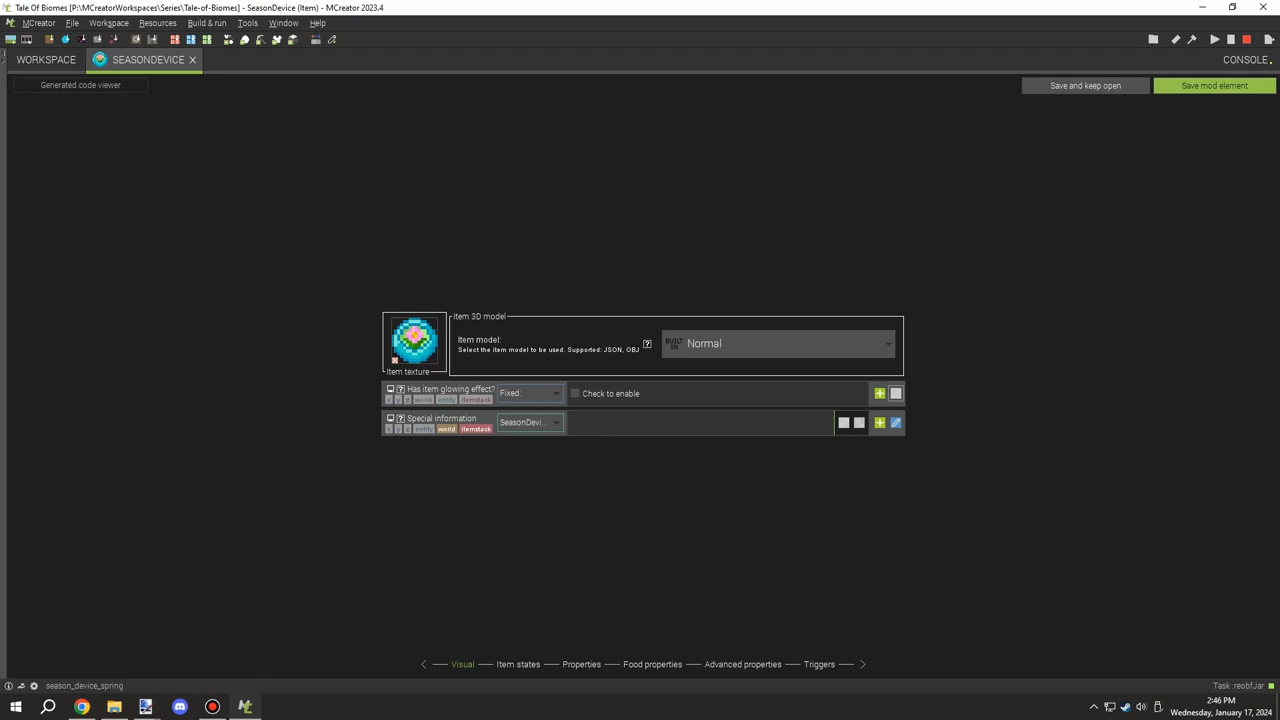 Tale Of Biomes [P:\MCreatorWorkspaces\Series\Tale-of-Biomes] - SeasonDevice (Item) - MCreator 2023.4
MCreator File Workspace Resources Build & run Tools Window Help
WORKSPACE SEASONDEVICE CONSOLE
Generated code viewer Save and keep open Save mod element
Item 3D model
Item model:
Select the item model to be used. Supported: JSON, OBJ
BUILT IN Normal
Item texture
Has item glowing effect? Fixed: Check to enable
x y z world entity itemstack
Special information SeasonDevi...
x y z entity world itemstack
Visual Item states Properties Food properties Advanced properties Triggers
season_device_spring Task :reobfJar
2:46 PM
Wednesday, January 17, 2024